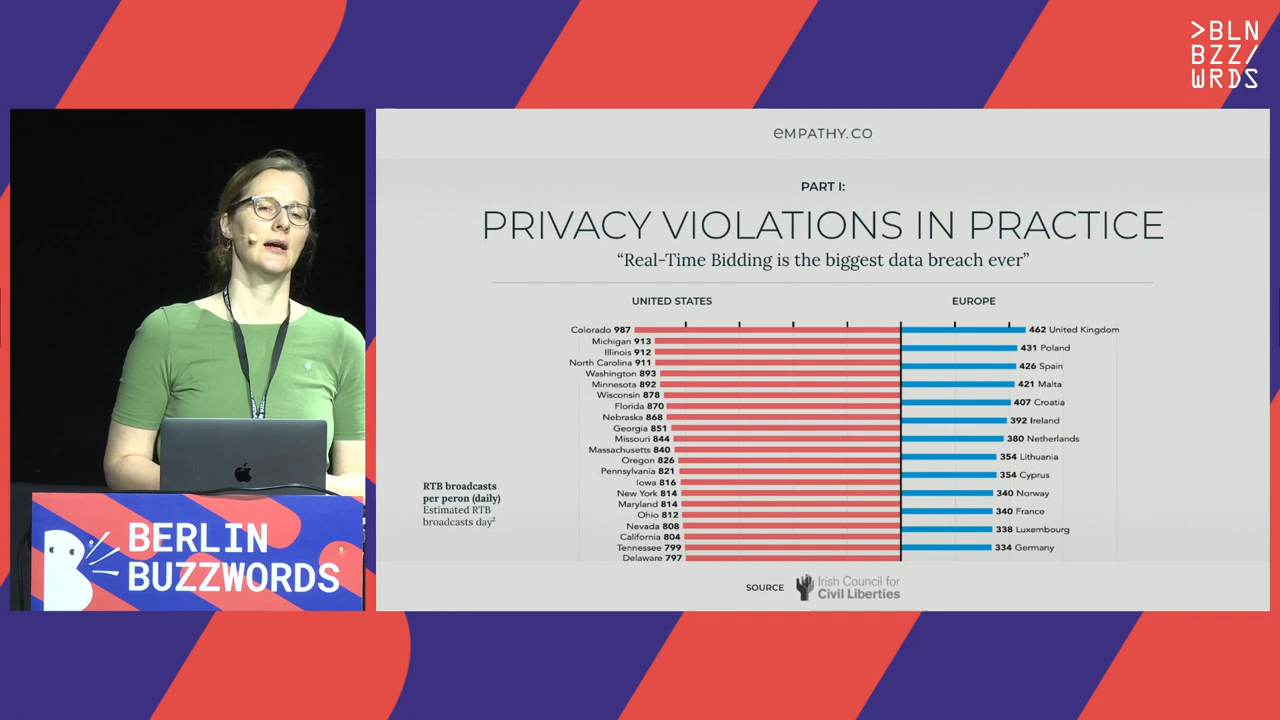 >BLN
BZZ/
WRDS
eMPATHY.CO
PART I:
PRIVACY VIOLATIONS IN PRACTICE
“Real-Time Bidding is the biggest data breach ever”
UNITED STATES
EUROPE
Colorado 987
Michigan 913
Illinois 912
North Carolina 911
Washington 893
Minnesota 892
Wisconsin 878
Florida 870
Nebraska 868
Georgia 851
Missouri 844
Massachusetts 840
Oregon 826
Pennsylvania 821
Iowa 816
New York 814
Maryland 814
Ohio 812
Nevada 808
California 804
Tennessee 799
Delaware 797
462 United Kingdom
431 Poland
426 Spain
421 Malta
407 Croatia
392 Ireland
380 Netherlands
354 Lithuania
354 Cyprus
340 Norway
340 France
338 Luxembourg
334 Germany
RTB broadcasts
per peron (daily)
Estimated RTB
broadcasts day²
SOURCE
Irish Council for
Civil Liberties
BERLIN
BUZZWORDS